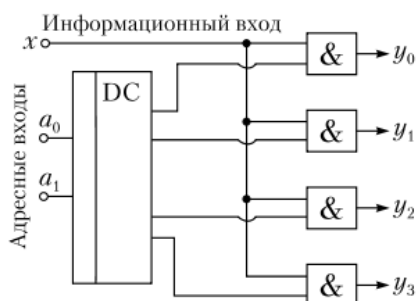 Информационный вход
x
&
y₀
DC
Адресные входы
a₀
&
y₁
a₁
&
y₂
&
y₃